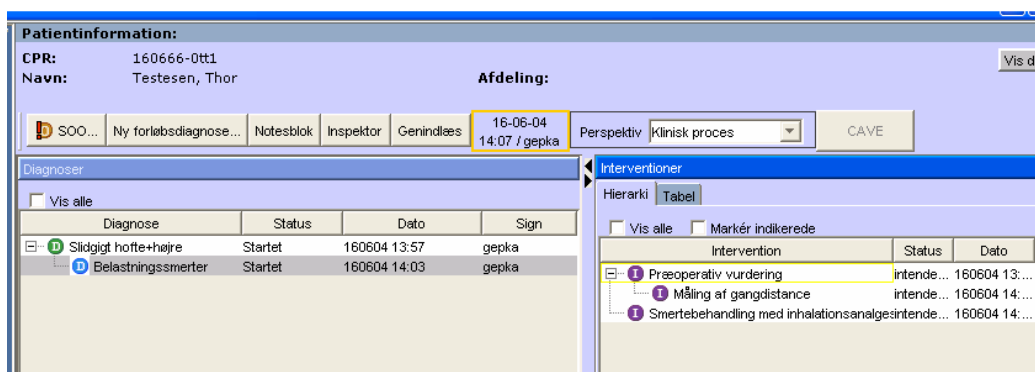 Patientinformation:
CPR: 160666-0tt1
Vis d
Navn: Testesen, Thor Afdeling:
SOO... Ny forløbsdiagnose... Notesblok Inspektor Genindlæs 16-06-04 14:07 / gepka Perspektiv Klinisk proces CAVE
Diagnoser
Vis alle
Diagnose Status Dato Sign
D Slidgigt hofte+højre Startet 160604 13:57 gepka
D Belastningssmerter Startet 160604 14:03 gepka
Interventioner
Hierarki Tabel
Vis alle Markér indikerede
Intervention Status Dato
I Præoperativ vurdering intende... 160604 13:...
I Måling af gangdistance intende... 160604 14:...
I Smertebehandling med inhalationsanalges intende... 160604 14:...